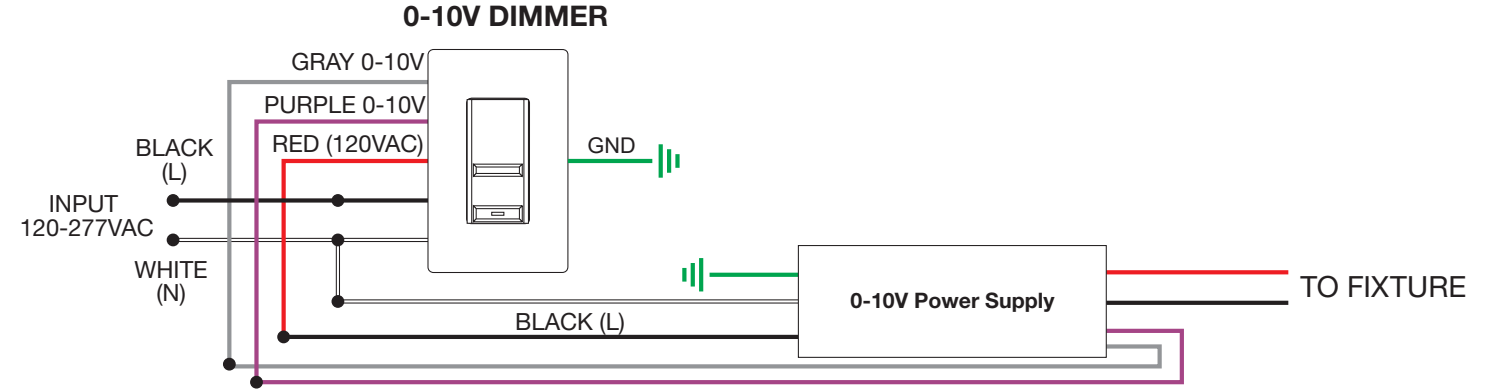 0-10V DIMMER
GRAY 0-10V
PURPLE 0-10V
RED (120VAC)
GND
BLACK
(L)
INPUT
120-277VAC
WHITE
(N)
BLACK (L)
0-10V Power Supply
TO FIXTURE